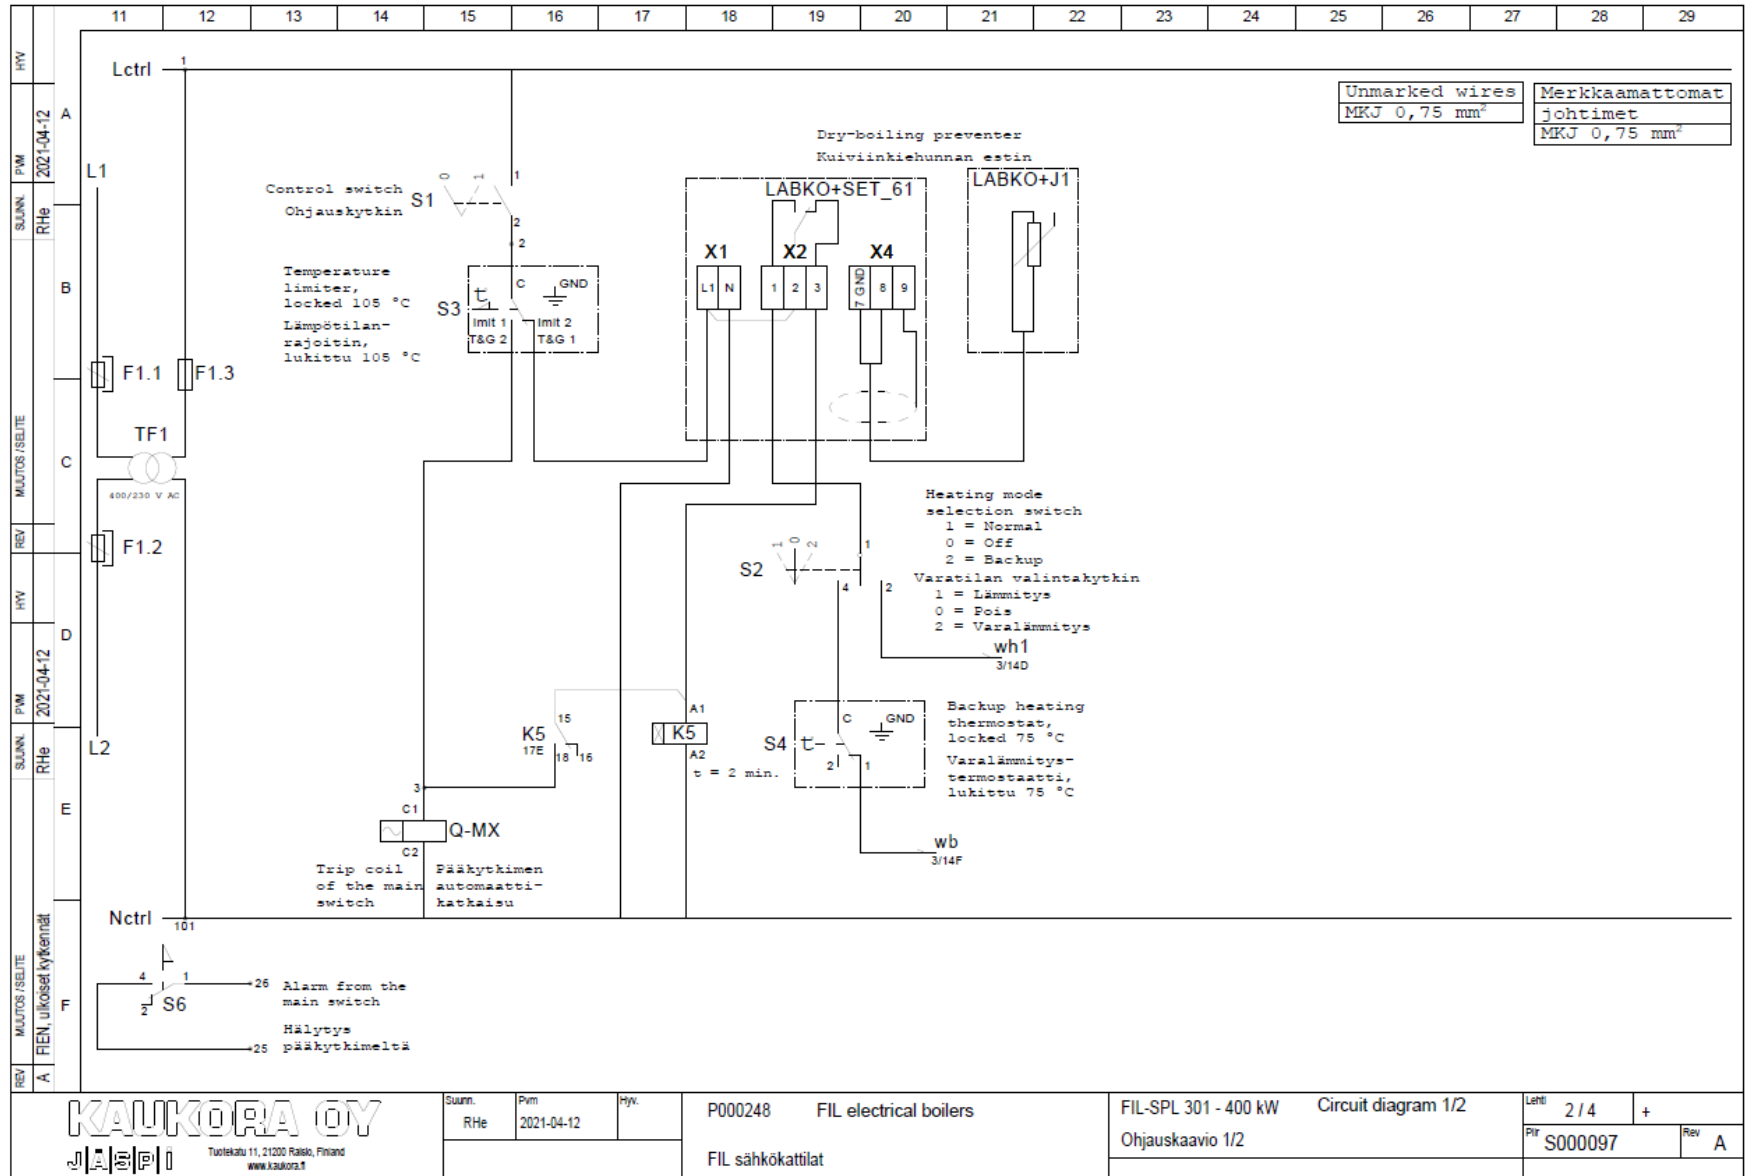 11 12 13 14 15 16 17 18 19 20 21 22 23 24 25 26 27 28 29
HYV
PVM
2021-04-12
SUUNN.
RHe
MUUTOS /SELITE
REV
HYV
PVM
2021-04-12
SUUNN.
RHe
MUUTOS /SELITE
FIEN, ulkoiset kytkennät
REV
A
A
B
C
D
E
F
Lctrl
1
L1
F1.1
F1.3
TF1
400/230 V AC
F1.2
L2
Nctrl
101
4
1
2
S6
26
Alarm from the
main switch
Hälytys
25
pääkytkimeltä
Control switch
Ohjauskytkin
S1
0
1
1
2
2
Temperature
limiter,
locked 105 °C
Lämpötilan-
rajoitin,
lukittu 105 °C
S3
t
C
GND
Imit 1
Imit 2
T&G 2
T&G 1
Dry-boiling preventer
Kuiviinkiehunnan estin
LABKO+SET_61
X1
X2
X4
L1
N
1
2
3
7 GND
8
9
LABKO+J1
Unmarked wires
MKJ 0,75 mm²
Merkkaamattomat
johtimet
MKJ 0,75 mm²
Heating mode
selection switch
1 = Normal
0 = Off
2 = Backup
Varatilan valintakytkin
1 = Lämmitys
0 = Pois
2 = Varalämmitys
S2
1
0
2
1
4
2
wh1
3/14D
K5
17E
15
18
16
A1
K5
A2
t = 2 min.
S4
t
C
GND
2
1
Backup heating
thermostat,
locked 75 °C
Varalämmitys-
termostaatti,
lukittu 75 °C
wb
3/14F
3
C1
Q-MX
C2
Trip coil
of the main
switch
Pääkytkimen
automaatti-
katkaisu
KAUKORA OY
JÄSPI
Tuotekatu 11, 21200 Raisio, Finland
www.kaukora.fi
Suunn.
RHe
Pvm
2021-04-12
Hyv.
P000248
FIL electrical boilers
FIL sähkökattilat
FIL-SPL 301 - 400 kW
Circuit diagram 1/2
Ohjauskaavio 1/2
Lehti
2 / 4
+
Piir
S000097
Rev
A